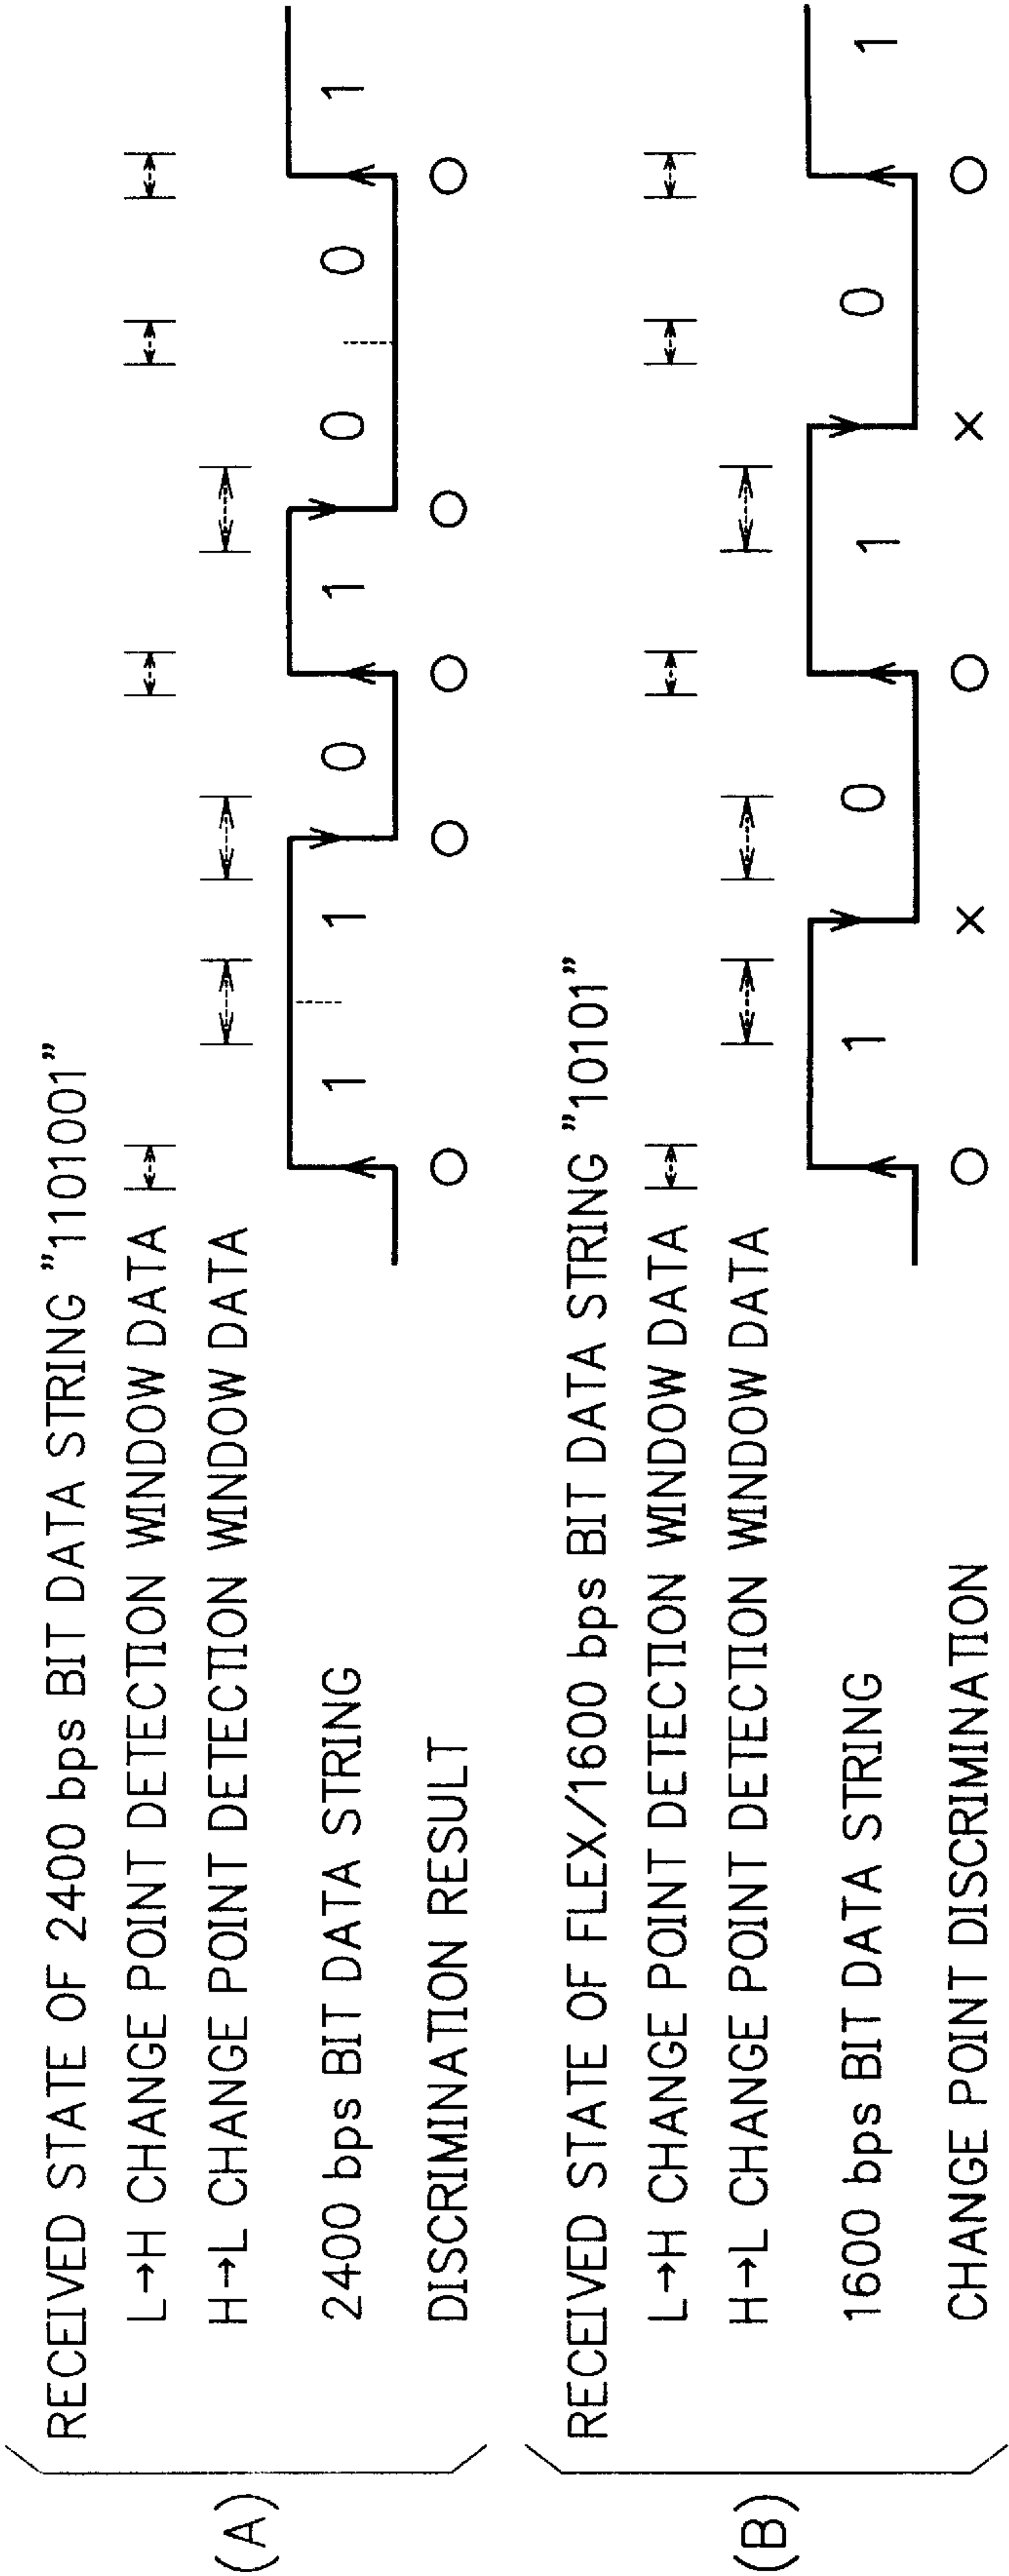 (A)
RECEIVED STATE OF 2400 bps BIT DATA STRING "1101001"
L→H CHANGE POINT DETECTION WINDOW DATA
H→L CHANGE POINT DETECTION WINDOW DATA
2400 bps BIT DATA STRING 1 1 0 1 0 0 1
DISCRIMINATION RESULT ○ ○ ○ ○ ○
(B)
RECEIVED STATE OF FLEX/1600 bps BIT DATA STRING "10101"
L→H CHANGE POINT DETECTION WINDOW DATA
H→L CHANGE POINT DETECTION WINDOW DATA
1600 bps BIT DATA STRING 1 0 1 0 1
CHANGE POINT DISCRIMINATION ○ × ○ × ○